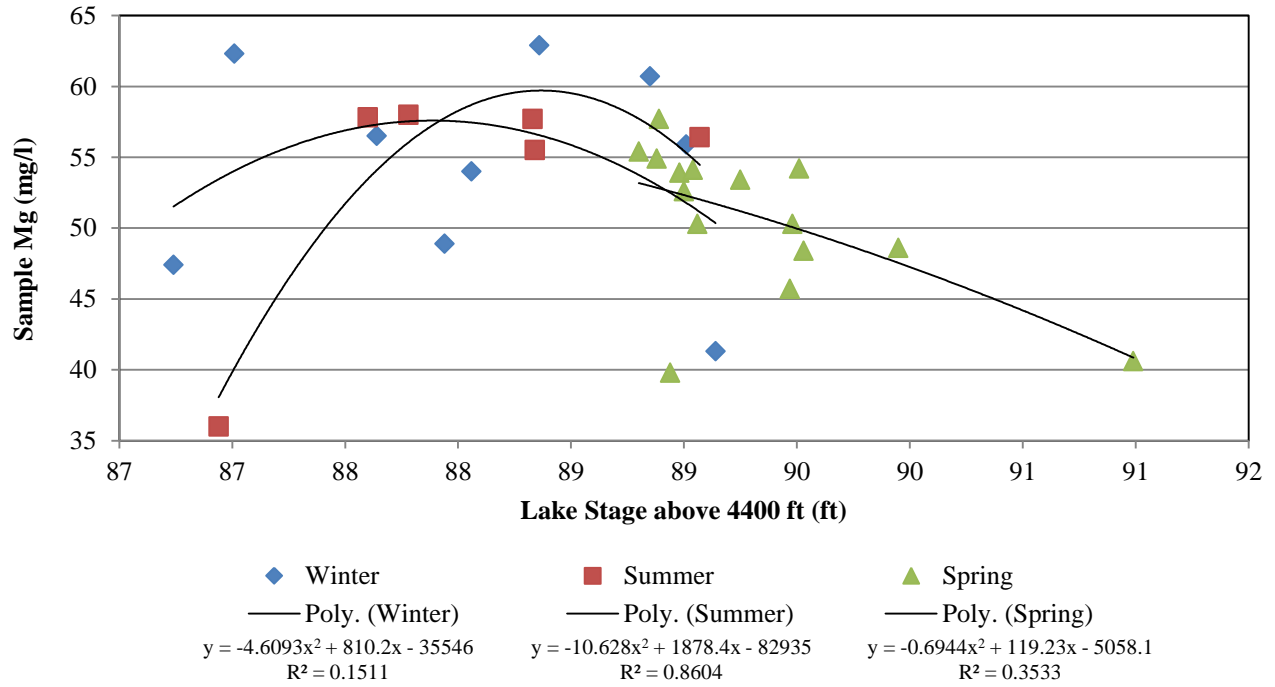 65
60
55
50
45
40
35
Sample Mg (mg/l)
87 87 88 88 89 89 90 90 91 91 92
Lake Stage above 4400 ft (ft)
Winter Summer Spring
Poly. (Winter) Poly. (Summer) Poly. (Spring)
y = -4.6093x² + 810.2x - 35546 y = -10.628x² + 1878.4x - 82935 y = -0.6944x² + 119.23x - 5058.1
R² = 0.1511 R² = 0.8604 R² = 0.3533